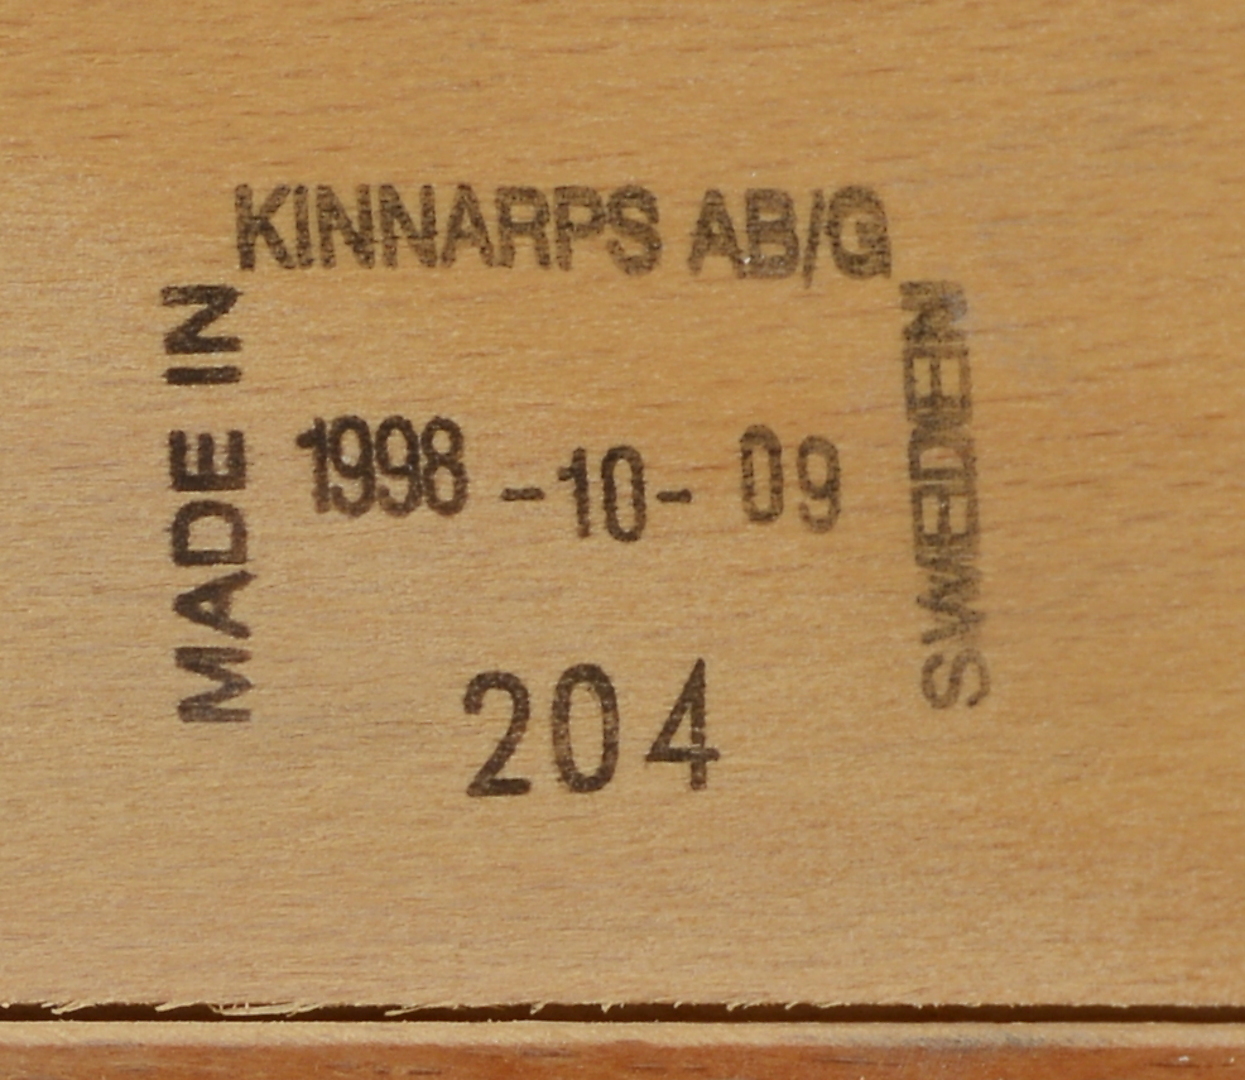 KINNARPS AB/G
MADE IN
SWEDEN
1998-10-09
204